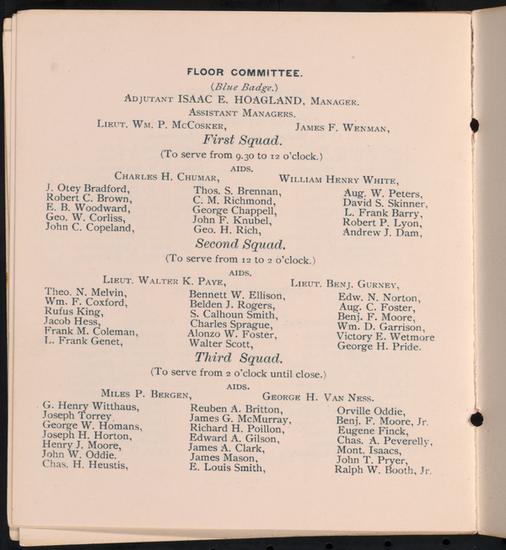 FLOOR COMMITTEE.
(Blue Badge.)
ADJUTANT ISAAC E. HOAGLAND, MANAGER.
ASSISTANT MANAGERS.
LIEUT. WM. P. MCCOSKER, JAMES F. WENMAN,
First Squad.
(To serve from 9.30 to 12 o'clock.)
AIDS.
CHARLES H. CHUMAR, WILLIAM HENRY WHITE,
J. Otey Bradford, Thos. S. Brennan, Aug. W. Peters,
Robert C. Brown, C. M. Richmond, David S. Skinner,
E. B. Woodward, George Chappell, L. Frank Barry,
Geo. W. Corliss, John F. Knubel, Robert P. Lyon,
John C. Copeland, Geo. H. Rich, Andrew J. Dam,
Second Squad.
(To serve from 12 to 2 o'clock.)
AIDS.
LIEUT. WALTER K. PAYE, LIEUT. BENJ. GURNEY,
Theo. N. Melvin, Bennett W. Ellison, Edw. N. Norton,
Wm. F. Coxford, Belden J. Rogers, Aug. C. Foster,
Rufus King, S. Calhoun Smith, Benj. F. Moore,
Jacob Hess, Charles Sprague, Wm. D. Garrison,
Frank M. Coleman, Alonzo W. Foster, Victory E. Wetmore
L. Frank Genet, Walter Scott, George H. Pride.
Third Squad.
(To serve from 2 o'clock until close.)
AIDS.
MILES P. BERGEN, GEORGE H. VAN NESS.
G. Henry Witthaus, Reuben A. Britton, Orville Oddie,
Joseph Torrey James G. McMurray, Benj. F. Moore, Jr.
George W. Homans, Richard H. Poillon, Eugene Finck,
Joseph H. Horton, Edward A. Gilson, Chas. A. Peverelly,
Henry J. Moore, James A. Clark, Mont. Isaacs,
John W. Oddie. James Mason, John T. Pryer,
Chas. H. Heustis, E. Louis Smith, Ralph W. Booth, Jr.